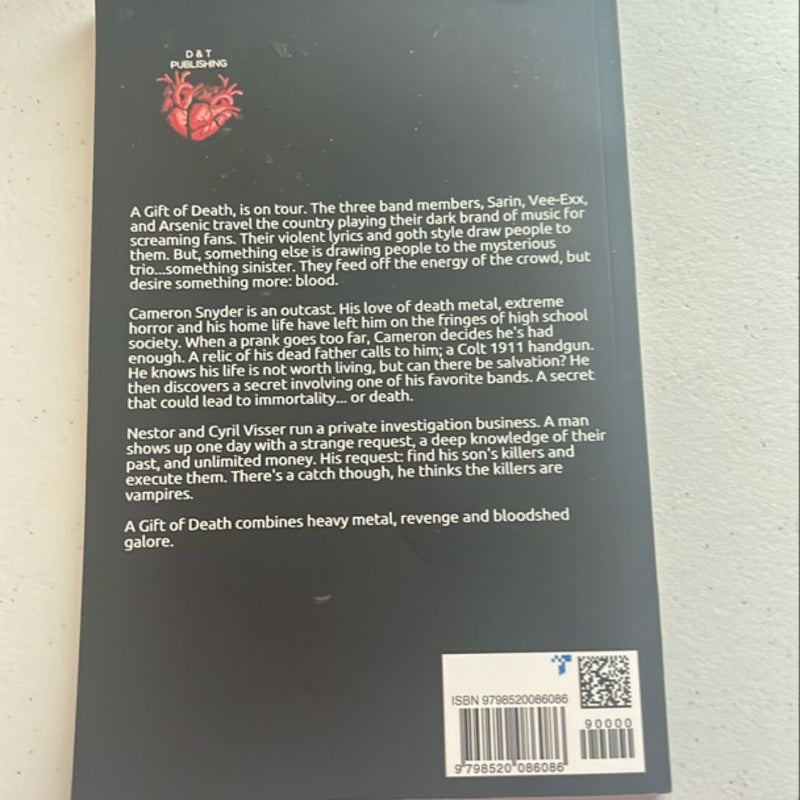 D & T
PUBLISHING
A Gift of Death, is on tour. The three band members, Sarin, Vee-Exx,
and Arsenic travel the country playing their dark brand of music for
screaming fans. Their violent lyrics and goth style draw people to
them. But, something else is drawing people to the mysterious
trio...something sinister. They feed off the energy of the crowd, but
desire something more: blood.
Cameron Snyder is an outcast. His love of death metal, extreme
horror and his home life have left him on the fringes of high school
society. When a prank goes too far, Cameron decides he's had
enough. A relic of his dead father calls to him; a Colt 1911 handgun.
He knows his life is not worth living, but can there be salvation? He
then discovers a secret involving one of his favorite bands. A secret
that could lead to immortality... or death.
Nestor and Cyril Visser run a private investigation business. A man
shows up one day with a strange request, a deep knowledge of their
past, and unlimited money. His request: find his son's killers and
execute them. There's a catch though, he thinks the killers are
vampires.
A Gift of Death combines heavy metal, revenge and bloodshed
galore.
ISBN 9798520086086
90000
9 798520 086086